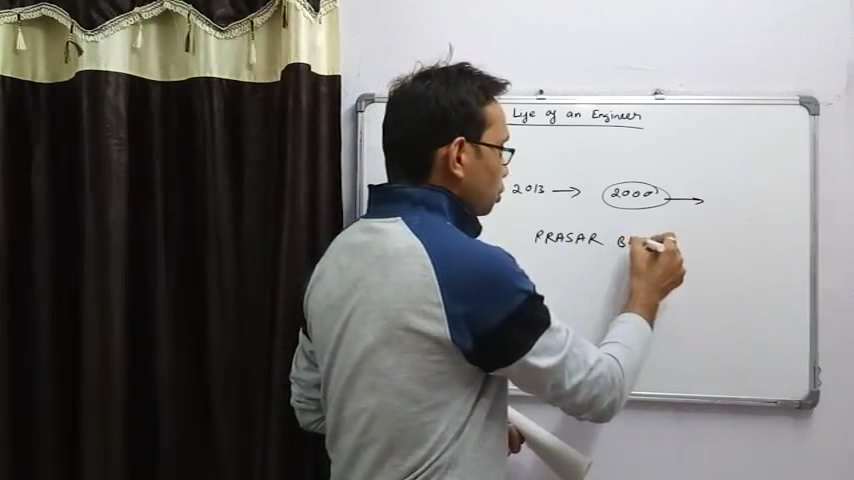 Life of an Engineer
2013 → 2000 →
PRASAR